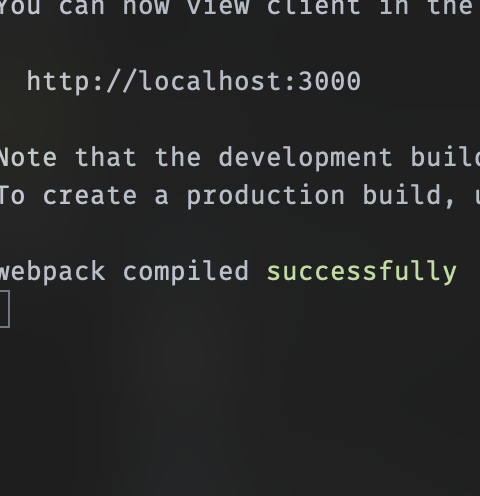 You can now view client in the
http://localhost:3000
Note that the development build
To create a production build, u
webpack compiled successfully